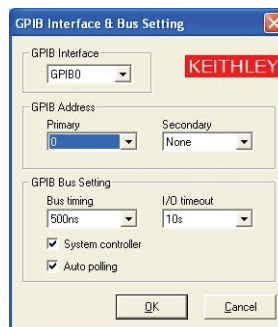 GPIB Interface & Bus Setting
GPIB Interface
GPIB0
KEITHLEY
GPIB Address
Primary
Secondary
0
None
GPIB Bus Setting
Bus timing
I/O timeout
500ns
10s
System controller
Auto polling
OK
Cancel